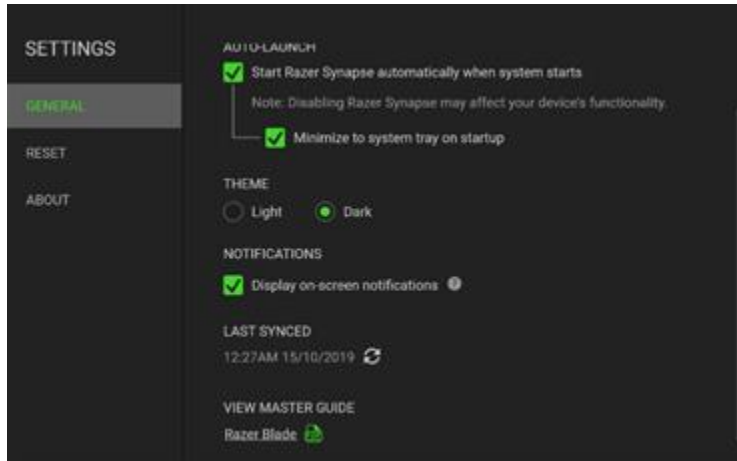 SETTINGS
GENERAL
RESET
ABOUT
AUTO-LAUNCH
Start Razer Synapse automatically when system starts
Note: Disabling Razer Synapse may affect your device's functionality.
Minimize to system tray on startup
THEME
Light Dark
NOTIFICATIONS
Display on-screen notifications ?
LAST SYNCED
12:27AM 15/10/2019
VIEW MASTER GUIDE
Razer Blade